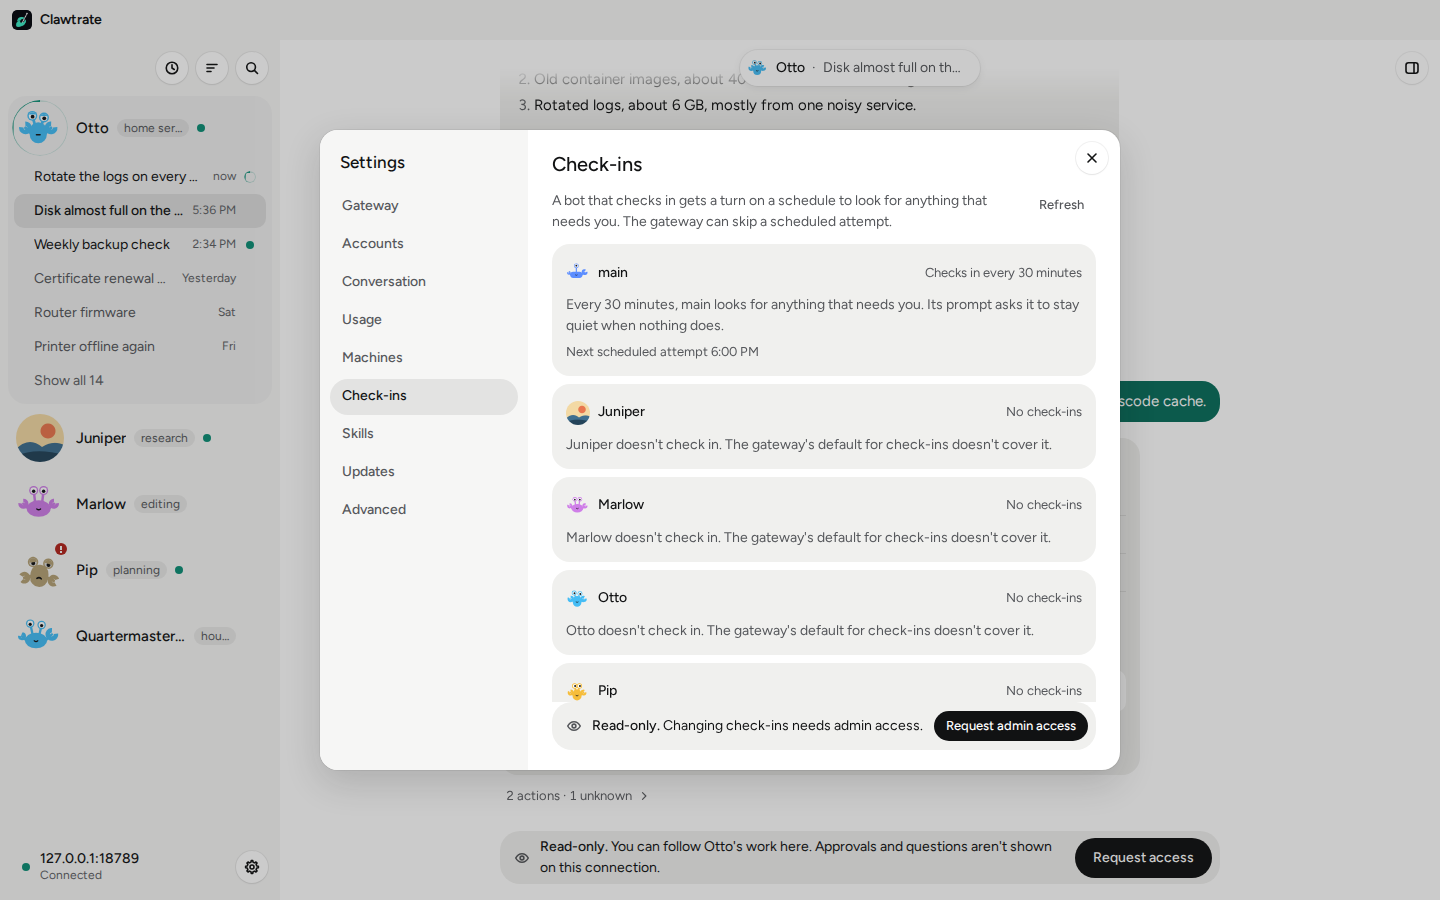 Clawtrate
Otto home ser...
Rotate the logs on every ... now
Disk almost full on the ... 5:36 PM
Weekly backup check 2:34 PM
Certificate renewal ... Yesterday
Router firmware Sat
Printer offline again Fri
Show all 14
Juniper research
Marlow editing
Pip planning
Quartermaster... hou...
127.0.0.1:18789
Connected
Otto · Disk almost full on th...
2. Old container images, about 40
3. Rotated logs, about 6 GB, mostly from one noisy service.
Settings
Gateway
Accounts
Conversation
Usage
Machines
Check-ins
Skills
Updates
Advanced
Check-ins
A bot that checks in gets a turn on a schedule to look for anything that
needs you. The gateway can skip a scheduled attempt.
Refresh
main Checks in every 30 minutes
Every 30 minutes, main looks for anything that needs you. Its prompt asks it to stay
quiet when nothing does.
Next scheduled attempt 6:00 PM
Juniper No check-ins
Juniper doesn't check in. The gateway's default for check-ins doesn't cover it.
Marlow No check-ins
Marlow doesn't check in. The gateway's default for check-ins doesn't cover it.
Otto No check-ins
Otto doesn't check in. The gateway's default for check-ins doesn't cover it.
Pip No check-ins
Read-only. Changing check-ins needs admin access. Request admin access
scode cache.
2 actions · 1 unknown
Read-only. You can follow Otto's work here. Approvals and questions aren't shown
on this connection.
Request access